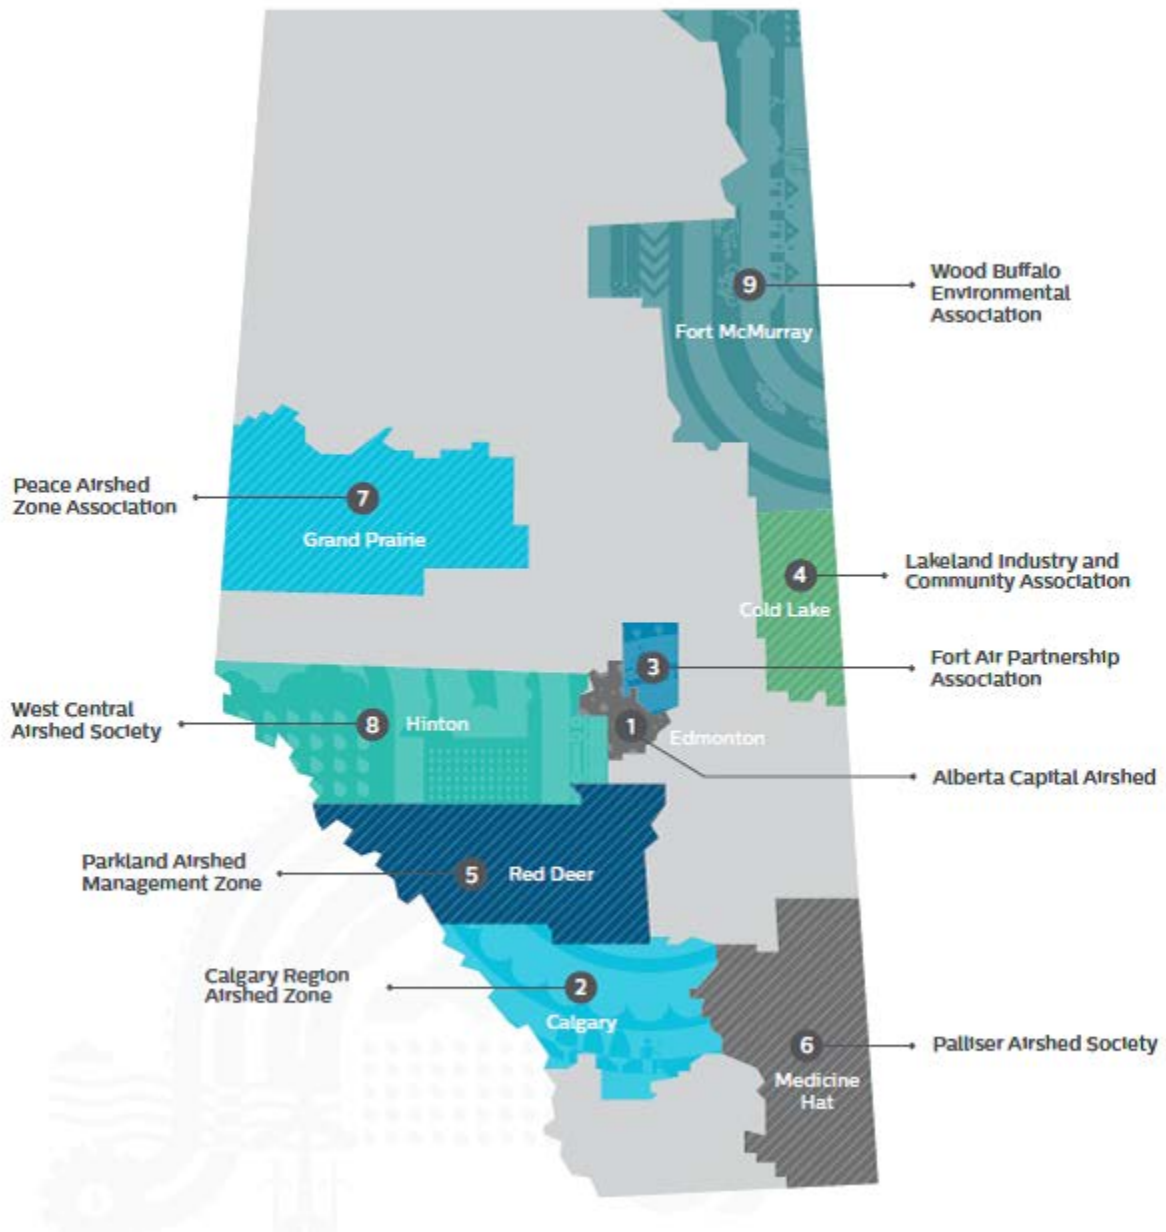 9
Wood Buffalo
Environmental
Association
Fort McMurray
Peace Airshed
Zone Association
7
Grand Prairie
4
Lakeland Industry and
Community Association
Cold Lake
3
Fort Air Partnership
Association
West Central
Airshed Society
8
Hinton
1
Edmonton
Alberta Capital Airshed
Parkland Airshed
Management Zone
5
Red Deer
Calgary Region
Airshed Zone
2
Calgary
6
Palliser Airshed Society
Medicine
Hat